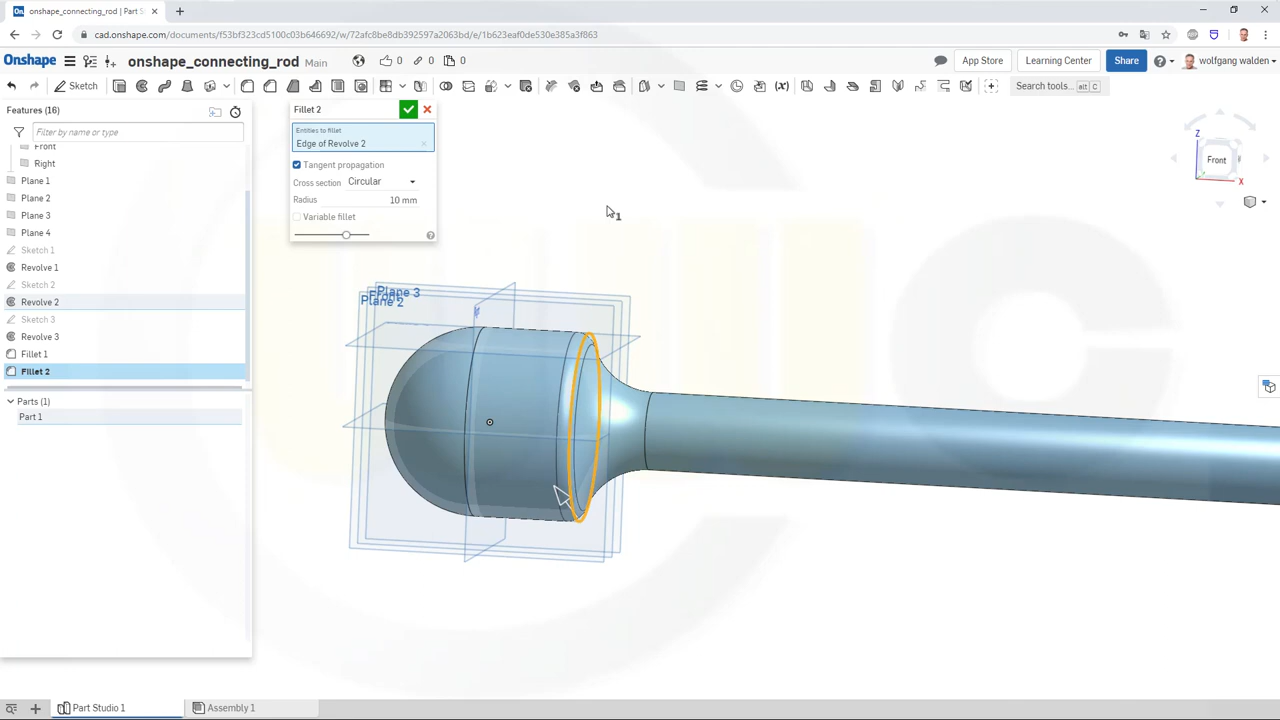 onshape_connecting_rod | Part S
cad.onshape.com/documents/f53bf323cd5100c03b646692/w/72afc8be8db392597a2063bd/e/1b623eaf0de530e385a3f863
Onshape
onshape_connecting_rod Main
0 0 0
App Store
Learning Center
Share
wolfgang walden
Sketch
Search tools... alt C
Features (16)
Filter by name or type
Front
Right
Plane 1
Plane 2
Plane 3
Plane 4
Sketch 1
Revolve 1
Sketch 2
Revolve 2
Sketch 3
Revolve 3
Fillet 1
Fillet 2
Parts (1)
Part 1
Fillet 2
Entities to fillet
Edge of Revolve 2
Tangent propagation
Cross section Circular
Radius 10 mm
Variable fillet
1
Plane 3
Front
Plane 2
Z
Front
X
Part Studio 1
Assembly 1